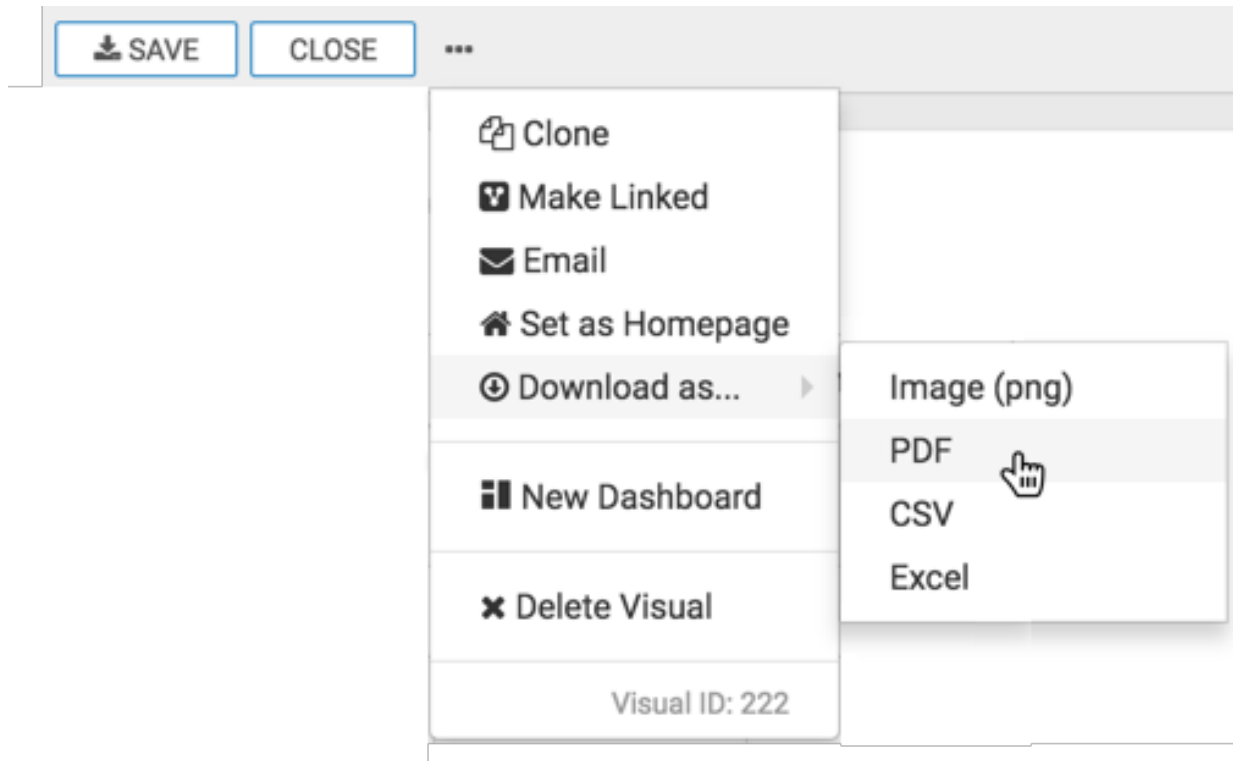 SAVE CLOSE ...
Clone
Make Linked
Email
Set as Homepage
Download as...
Image (png)
PDF
CSV
Excel
New Dashboard
Delete Visual
Visual ID: 222